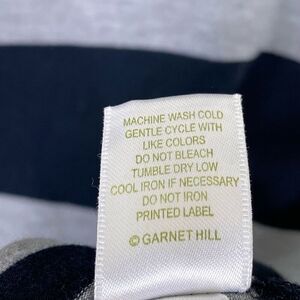 MACHINE WASH COLD
GENTLE CYCLE WITH
LIKE COLORS
DO NOT BLEACH
TUMBLE DRY LOW
COOL IRON IF NECESSARY
DO NOT IRON
PRINTED LABEL
© GARNET HILL